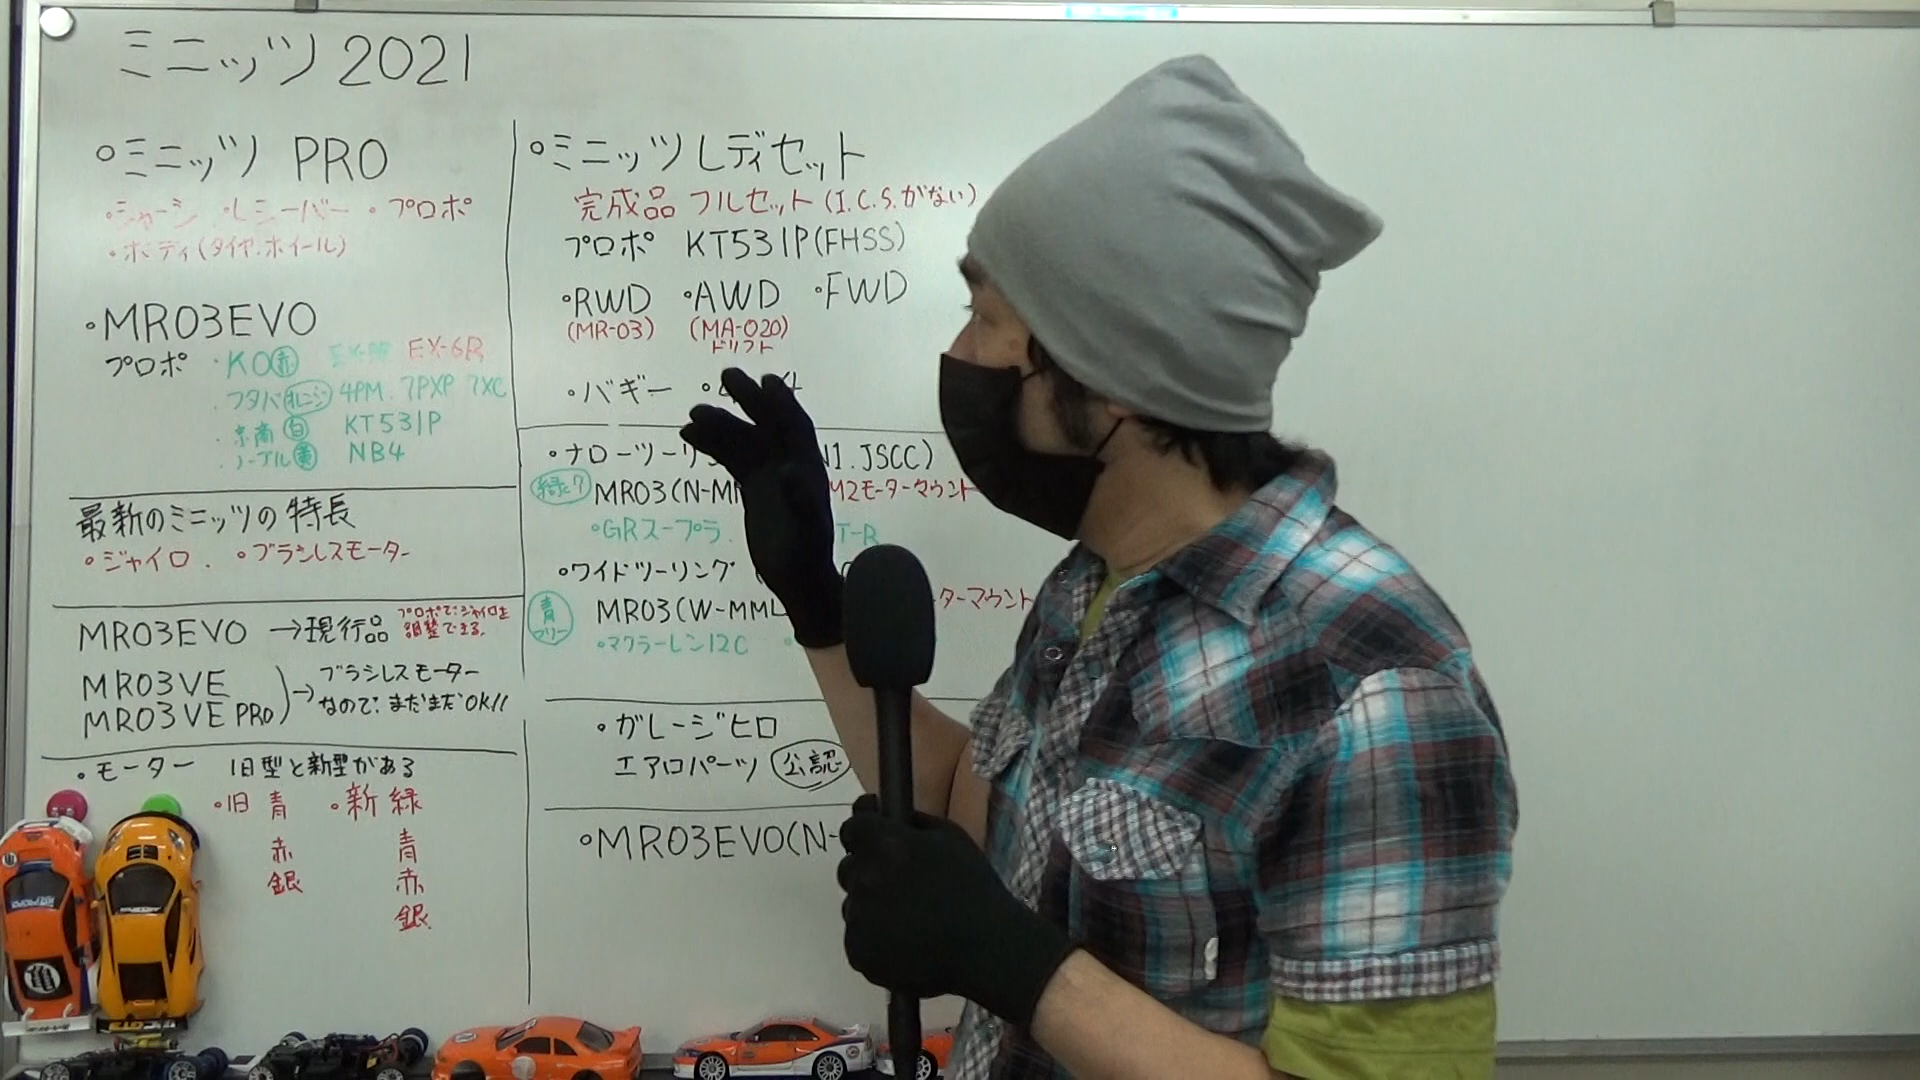 ミニッツ 2021
○ミニッツ PRO
・シャーシ ・レシーバー ・プロポ
・ボディ(タイヤ.ホイール)
・MR03EVO
プロポ ・KO赤 EX-6R
・フタバ オレンジ 4PM. 7PXP 7XC
・京商 白 KT531P
・ノーブル 黄 NB4
最新のミニッツの特長
・ジャイロ . ・ブラシレスモーター
MR03EVO →現行品 プロポでジャイロを
調整できる.
MR03VE
MR03VE PRO
→ブラシレスモーター
なので、まだまだOK!!
・モーター 旧型と新型がある
・旧 青 ・新 緑
赤 青
銀 赤
銀
○ミニッツレディセット
完成品 フルセット(I.C.S.がない)
プロポ KT531P(FHSS)
・RWD ・AWD ・FWD
(MR-03) (MA-020)
ドリフト
・バギー
・ナローツーリ N1.JSCC)
緑ヒ? MR03(N-M M2モーターマウント
・GRスープラ. T-R
・ワイドツーリング
青フリー MR03(W-MML ターマウント
・マクラーレン12C
・ガレージヒロ
エアロパーツ 公認
・MR03EVO(N-